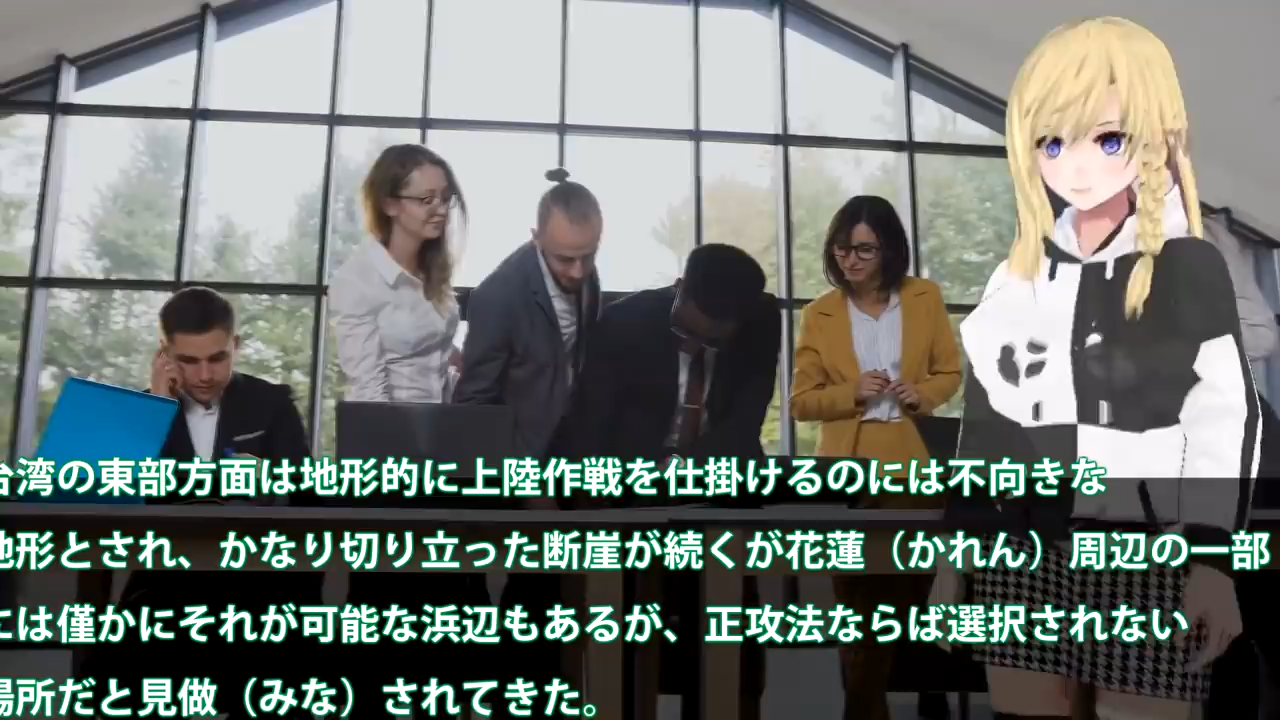 台湾の東部方面は地形的に上陸作戦を仕掛けるのには不向きな
地形とされ、かなり切り立った断崖が続くが花蓮（かれん）周辺の一部
には僅かにそれが可能な浜辺もあるが、正攻法ならば選択されない
場所だと見做（みな）されてきた。